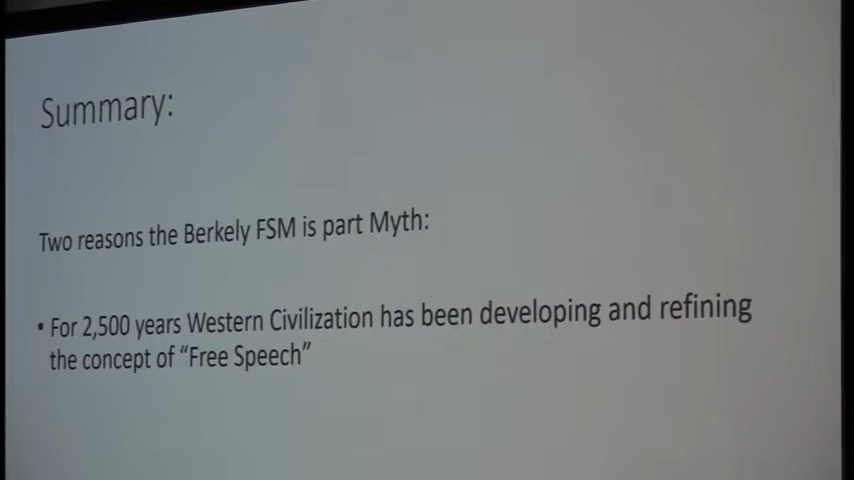 Summary:
Two reasons the Berkely FSM is part Myth:
• For 2,500 years Western Civilization has been developing and refining
the concept of “Free Speech”